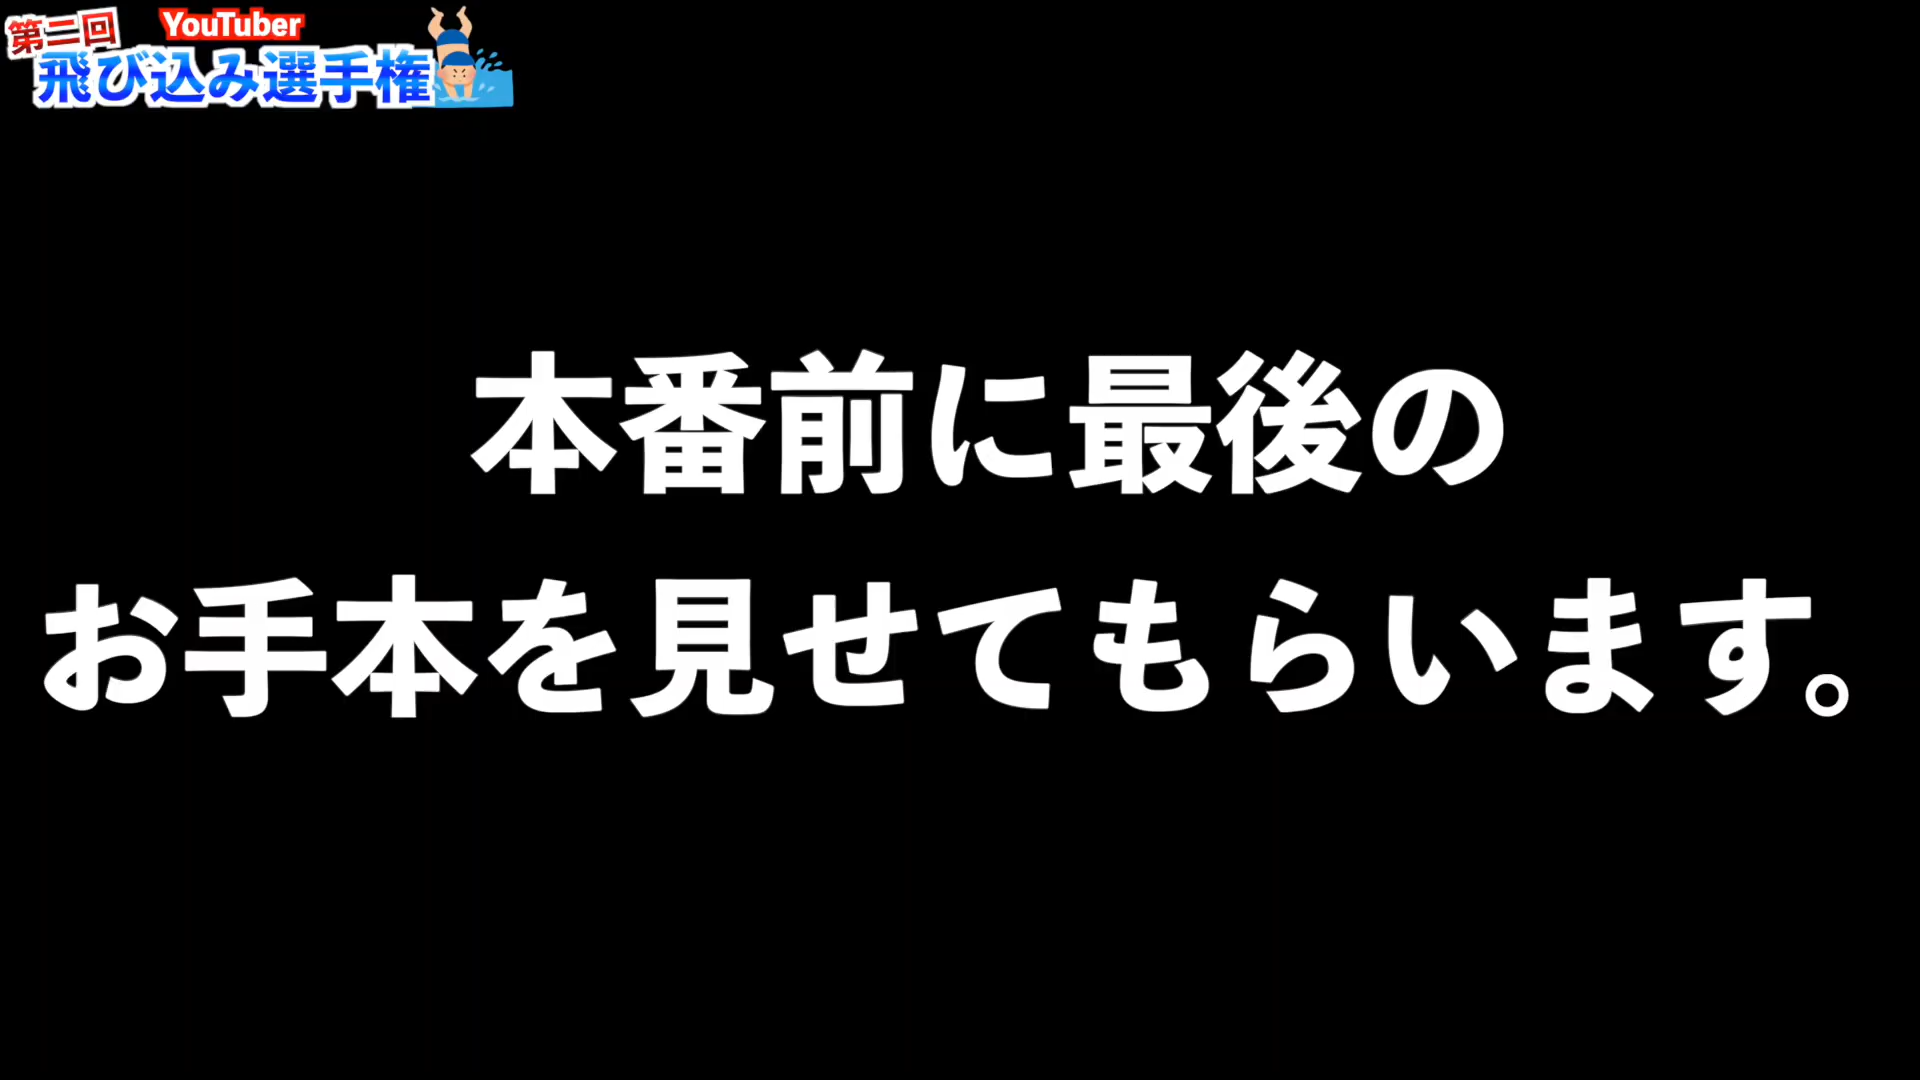 第二回
YouTuber
飛び込み選手権
本番前に最後の
お手本を見せてもらいます。